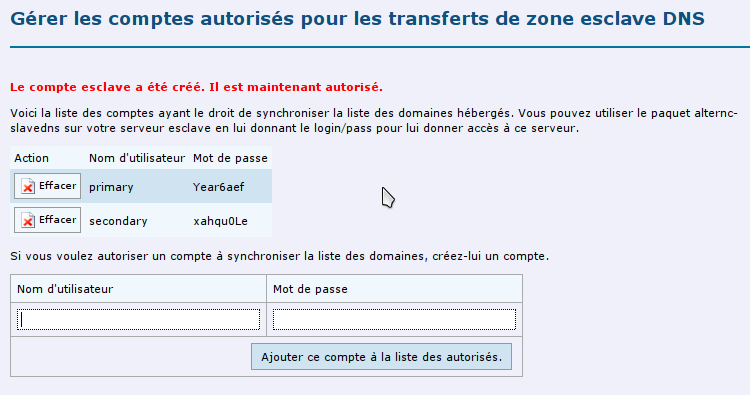 Gérer les comptes autorisés pour les transferts de zone esclave DNS
Le compte esclave a été créé. Il est maintenant autorisé.
Voici la liste des comptes ayant le droit de synchroniser la liste des domaines hébergés. Vous pouvez utiliser le paquet alternc-
slavedns sur votre serveur esclave en lui donnant le login/pass pour lui donner accès à ce serveur.
Action Nom d'utilisateur Mot de passe
Effacer primary Year6aef
Effacer secondary xahqu0Le
Si vous voulez autoriser un compte à synchroniser la liste des domaines, créez-lui un compte.
Nom d'utilisateur Mot de passe
Ajouter ce compte à la liste des autorisés.